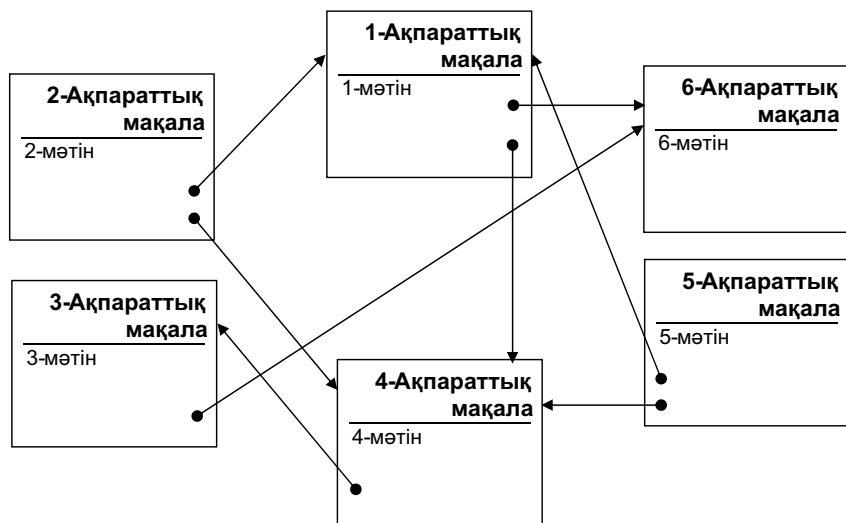 1-Ақпараттық
мақала
1-мәтін
2-Ақпараттық
мақала
2-мәтін
6-Ақпараттық
мақала
6-мәтін
3-Ақпараттық
мақала
3-мәтін
5-Ақпараттық
мақала
5-мәтін
4-Ақпараттық
мақала
4-мәтін